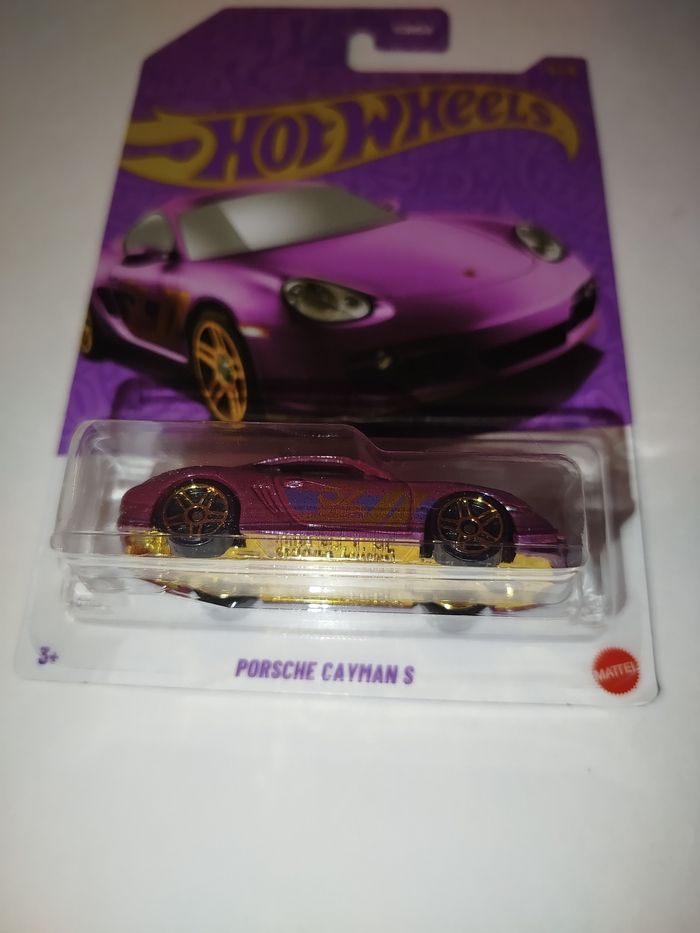 HOT WHEELS
3+
PORSCHE CAYMAN S
MATTEL